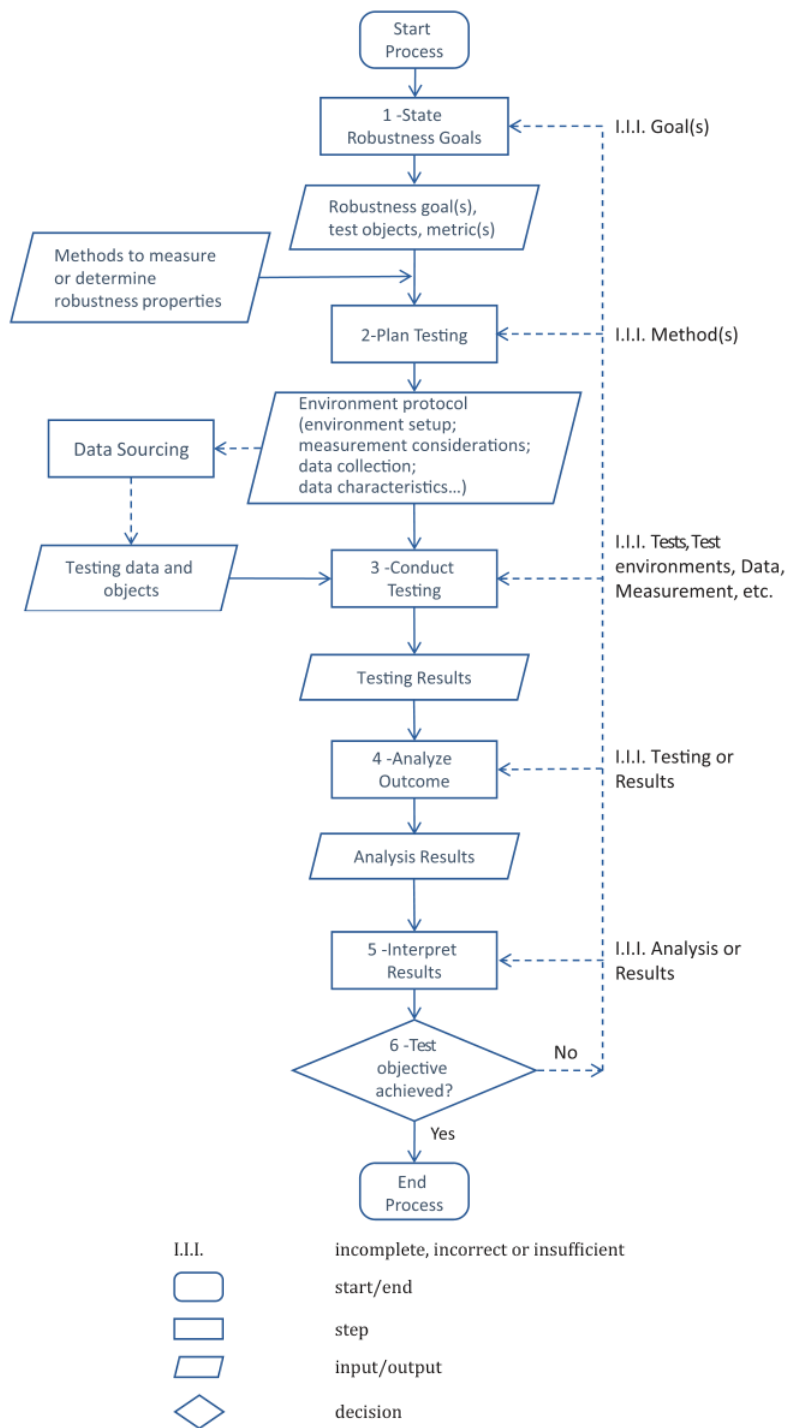 Start
Process
1 -State
Robustness Goals
I.I.I. Goal(s)
Robustness goal(s),
test objects, metric(s)
Methods to measure
or determine
robustness properties
2-Plan Testing
I.I.I. Method(s)
Environment protocol
(environment setup;
measurement considerations;
data collection;
data characteristics...)
Data Sourcing
Testing data and
objects
3 -Conduct
Testing
I.I.I. Tests, Test
environments, Data,
Measurement, etc.
Testing Results
4 -Analyze
Outcome
I.I.I. Testing or
Results
Analysis Results
5 -Interpret
Results
I.I.I. Analysis or
Results
6 -Test
objective
achieved?
No
Yes
End
Process
I.I.I. incomplete, incorrect or insufficient
start/end
step
input/output
decision